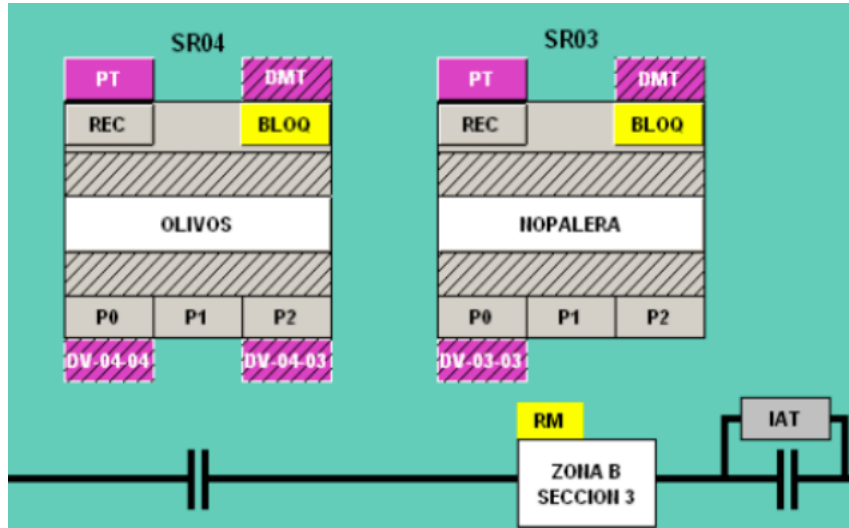 SR04
SR03
PT
DMT
PT
DMT
REC
BLOQ
REC
BLOQ
OLIVOS
NOPALERA
P0
P1
P2
P0
P1
P2
DV-04-04
DV-04-03
DV-03-03
RM
IAT
ZONA B
SECCION 3